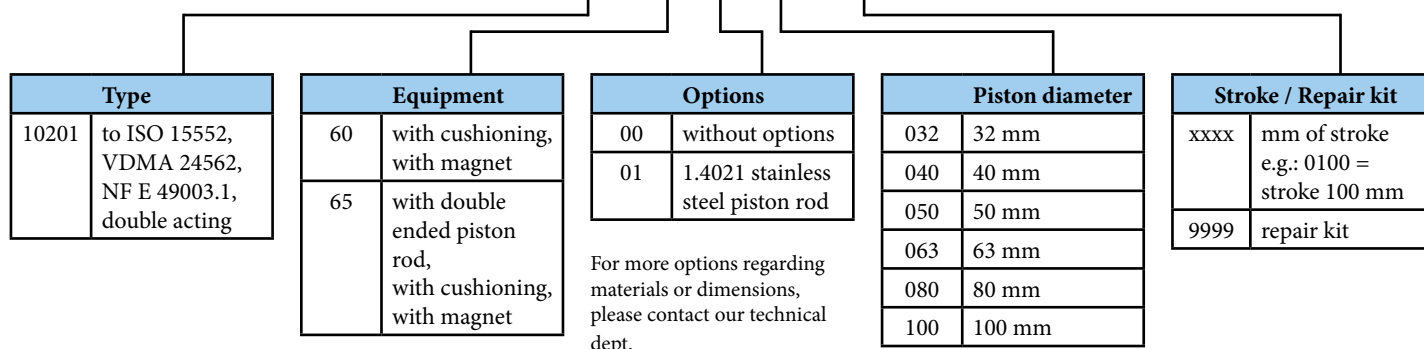 Type
10201 to ISO 15552,
VDMA 24562,
NF E 49003.1,
double acting
Equipment
60 with cushioning,
with magnet
65 with double
ended piston
rod,
with cushioning,
with magnet
Options
00 without options
01 1.4021 stainless
steel piston rod
For more options regarding
materials or dimensions,
please contact our technical
dept.
Piston diameter
032 32 mm
040 40 mm
050 50 mm
063 63 mm
080 80 mm
100 100 mm
Stroke / Repair kit
xxxx mm of stroke
e.g.: 0100 =
stroke 100 mm
9999 repair kit